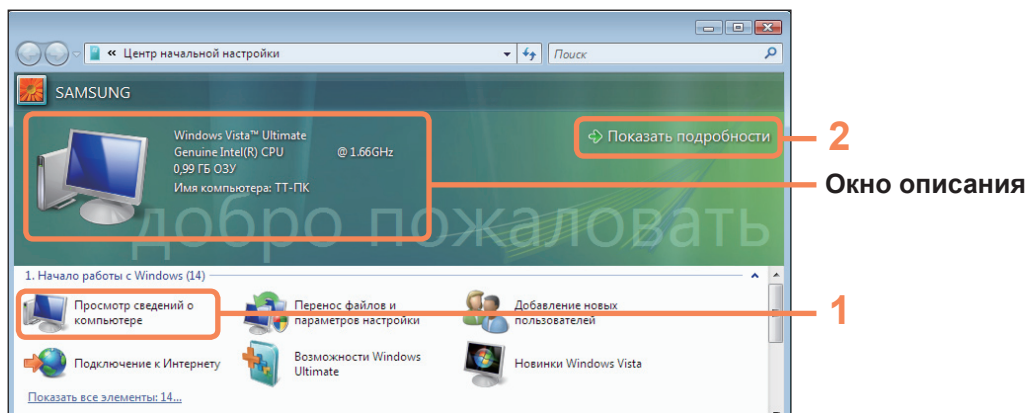 « Центр начальной настройки
Поиск
SAMSUNG
Windows Vista™ Ultimate
Genuine Intel(R) CPU @ 1.66GHz
0,99 ГБ ОЗУ
Имя компьютера: ТТ-ПК
Показать подробности
2
Окно описания
добро пожаловать
1. Начало работы с Windows (14)
Просмотр сведений о
компьютере
Перенос файлов и
параметров настройки
Добавление новых
пользователей
1
Подключение к Интернету
Возможности Windows
Ultimate
Новинки Windows Vista
Показать все элементы: 14...